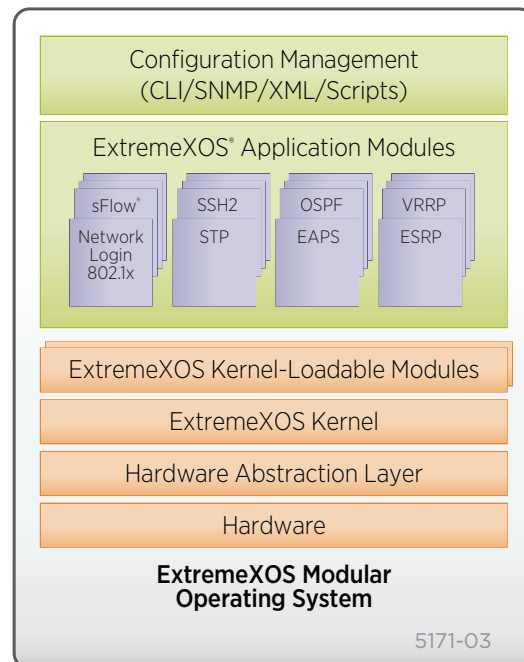 Configuration Management
(CLI/SNMP/XML/Scripts)
ExtremeXOS® Application Modules
sFlow®
Network
Login
802.1x
SSH2
STP
OSPF
EAPS
VRRP
ESRP
ExtremeXOS Kernel-Loadable Modules
ExtremeXOS Kernel
Hardware Abstraction Layer
Hardware
ExtremeXOS Modular
Operating System
5171-03